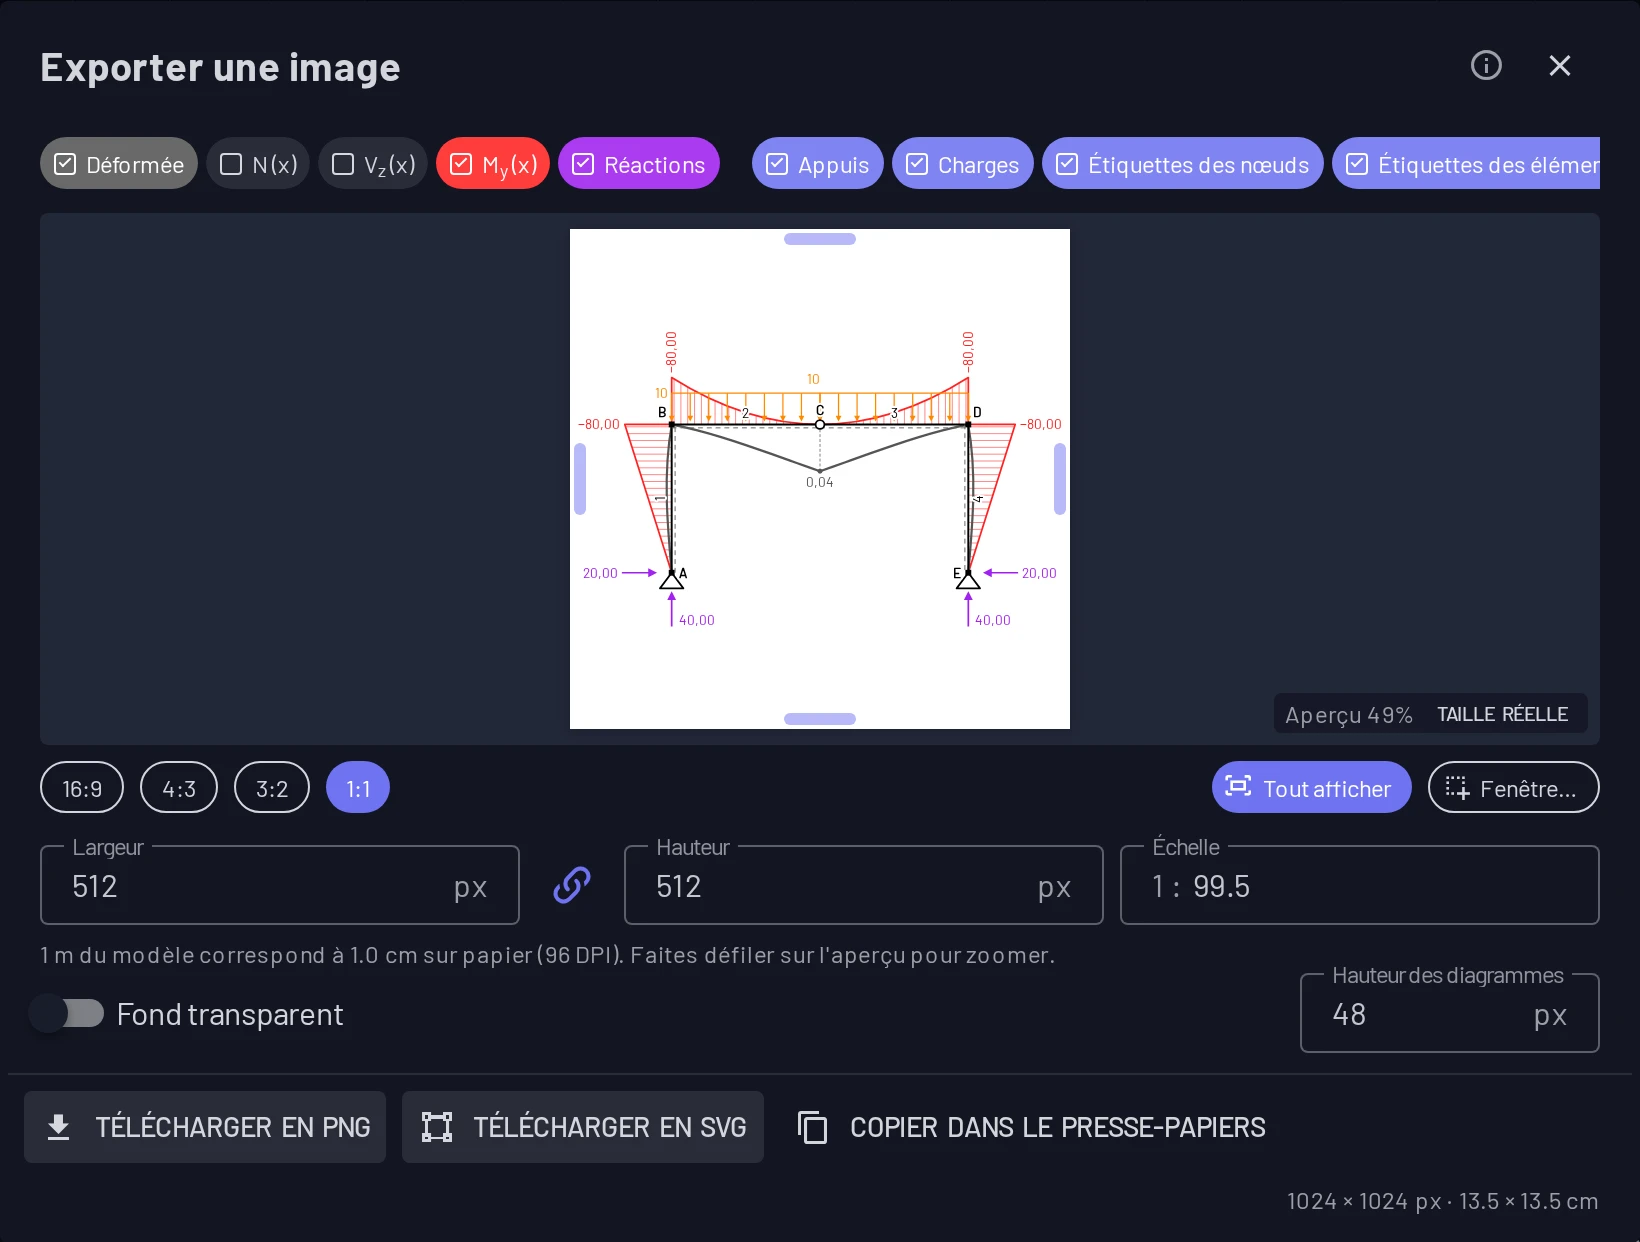 Exporter une image
Déformée N(x) Vz(x) My(x) Réactions Appuis Charges Étiquettes des nœuds Étiquettes des élémen
−80,00 −80,00
10
10
B 2 C 3 D
−80,00 −80,00
0,04
1 4
20,00 A E 20,00
40,00 40,00
Aperçu 49% TAILLE RÉELLE
16:9 4:3 3:2 1:1 Tout afficher Fenêtre...
Largeur Hauteur Échelle
512 px 512 px 1 : 99.5
1 m du modèle correspond à 1.0 cm sur papier (96 DPI). Faites défiler sur l'aperçu pour zoomer.
Hauteur des diagrammes
Fond transparent 48 px
TÉLÉCHARGER EN PNG TÉLÉCHARGER EN SVG COPIER DANS LE PRESSE-PAPIERS
1024 × 1024 px · 13.5 × 13.5 cm